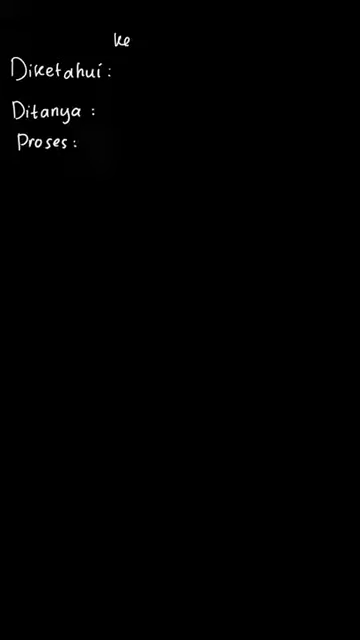 ke
Diketahui :
Ditanya :
Proses :